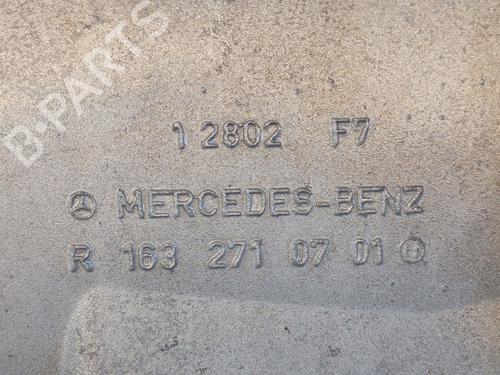 B-PARTS
1 2802 F7
MERCEDES-BENZ
R 163 271 07 01